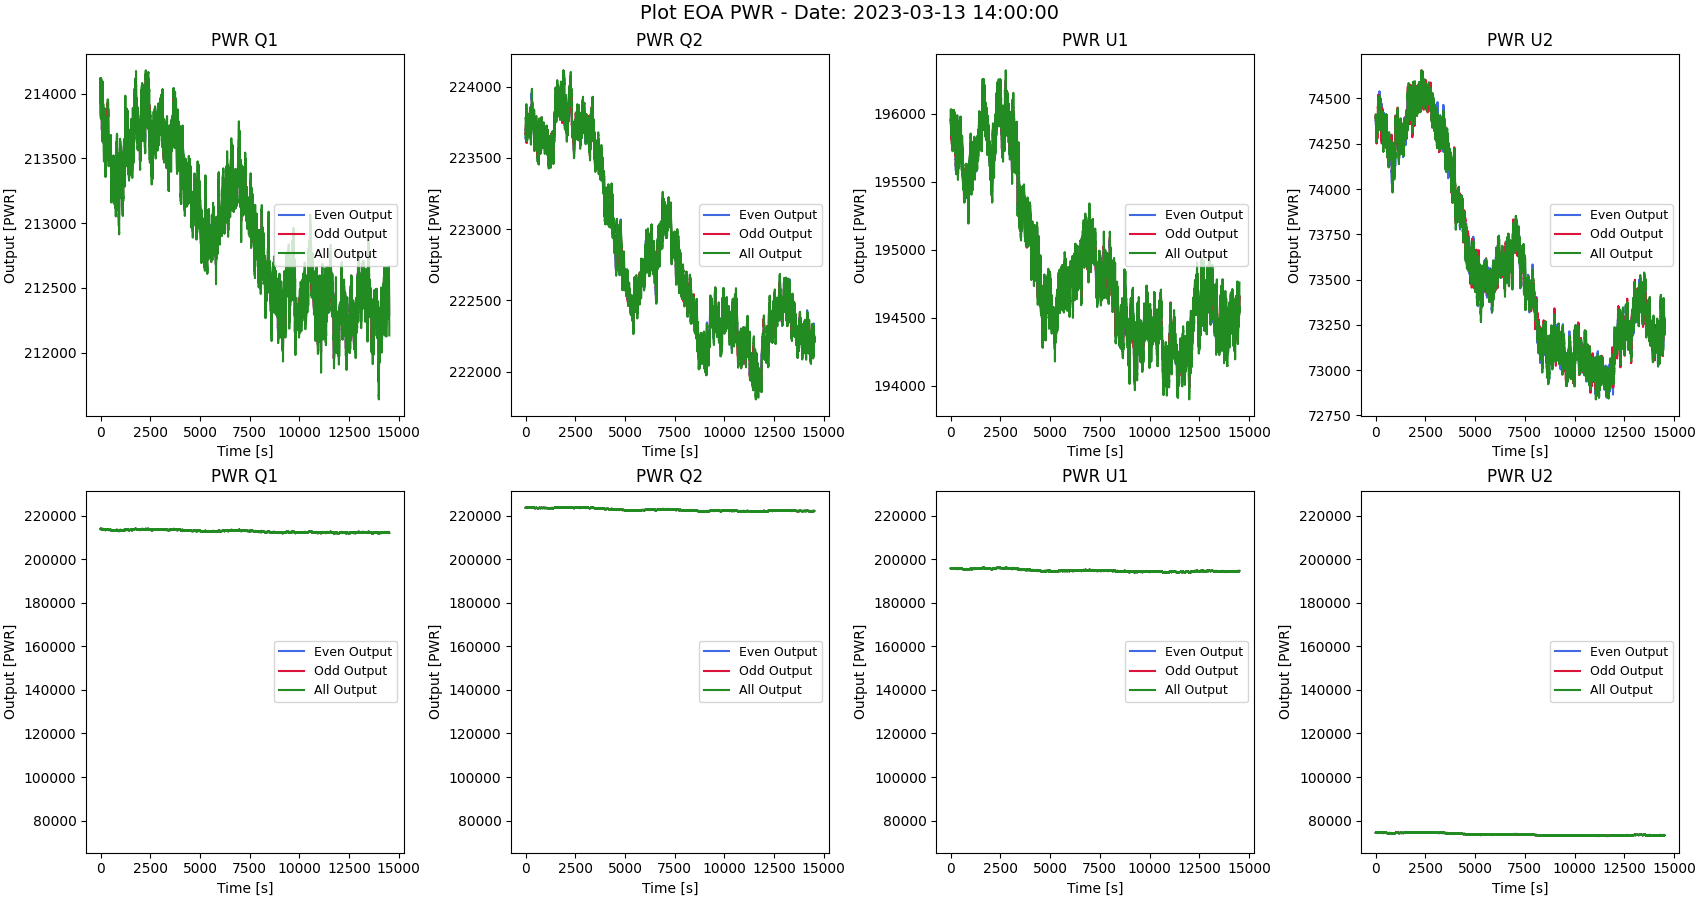 Plot EOA PWR - Date: 2023-03-13 14:00:00
PWR Q1
Output [PWR]
214000
213500
213000
212500
212000
Even Output
Odd Output
All Output
0 2500 5000 7500 10000 12500 15000
Time [s]
PWR Q2
Output [PWR]
224000
223500
223000
222500
222000
Even Output
Odd Output
All Output
0 2500 5000 7500 10000 12500 15000
Time [s]
PWR U1
Output [PWR]
196000
195500
195000
194500
194000
Even Output
Odd Output
All Output
0 2500 5000 7500 10000 12500 15000
Time [s]
PWR U2
Output [PWR]
74500
74250
74000
73750
73500
73250
73000
72750
Even Output
Odd Output
All Output
0 2500 5000 7500 10000 12500 15000
Time [s]
PWR Q1
Output [PWR]
220000
200000
180000
160000
140000
120000
100000
80000
Even Output
Odd Output
All Output
0 2500 5000 7500 10000 12500 15000
Time [s]
PWR Q2
Output [PWR]
220000
200000
180000
160000
140000
120000
100000
80000
Even Output
Odd Output
All Output
0 2500 5000 7500 10000 12500 15000
Time [s]
PWR U1
Output [PWR]
220000
200000
180000
160000
140000
120000
100000
80000
Even Output
Odd Output
All Output
0 2500 5000 7500 10000 12500 15000
Time [s]
PWR U2
Output [PWR]
220000
200000
180000
160000
140000
120000
100000
80000
Even Output
Odd Output
All Output
0 2500 5000 7500 10000 12500 15000
Time [s]